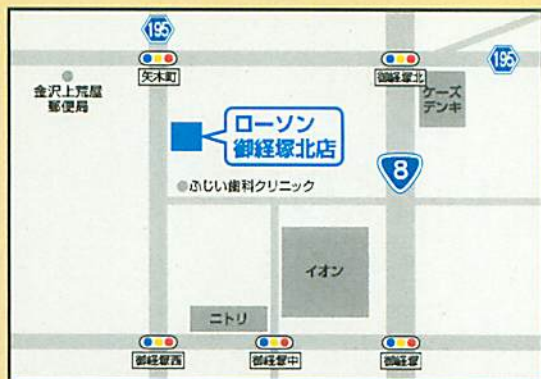 195
矢木町
御経塚北
195
金沢上荒屋
郵便局
ケーズ
デンキ
ローソン
御経塚北店
8
ふじい歯科クリニック
イオン
ニトリ
御経塚西
御経塚中
御経塚